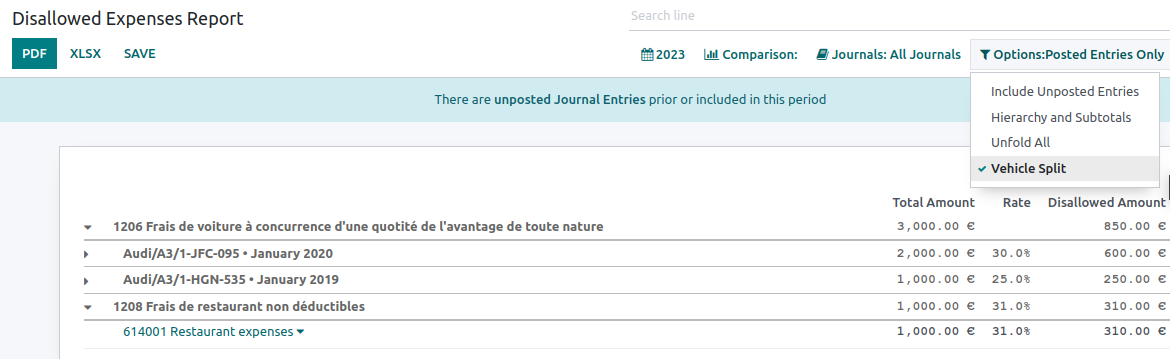 Disallowed Expenses Report
Search line
PDF XLSX SAVE
2023 Comparison: Journals: All Journals Options:Posted Entries Only
There are unposted Journal Entries prior or included in this period
Include Unposted Entries
Hierarchy and Subtotals
Unfold All
Vehicle Split
Total Amount Rate Disallowed Amount
1206 Frais de voiture à concurrence d'une quotité de l'avantage de toute nature 3,000.00 € 850.00 €
Audi/A3/1-JFC-095 • January 2020 2,000.00 € 30.0% 600.00 €
Audi/A3/1-HGN-535 • January 2019 1,000.00 € 25.0% 250.00 €
1208 Frais de restaurant non déductibles 1,000.00 € 31.0% 310.00 €
614001 Restaurant expenses 1,000.00 € 31.0% 310.00 €